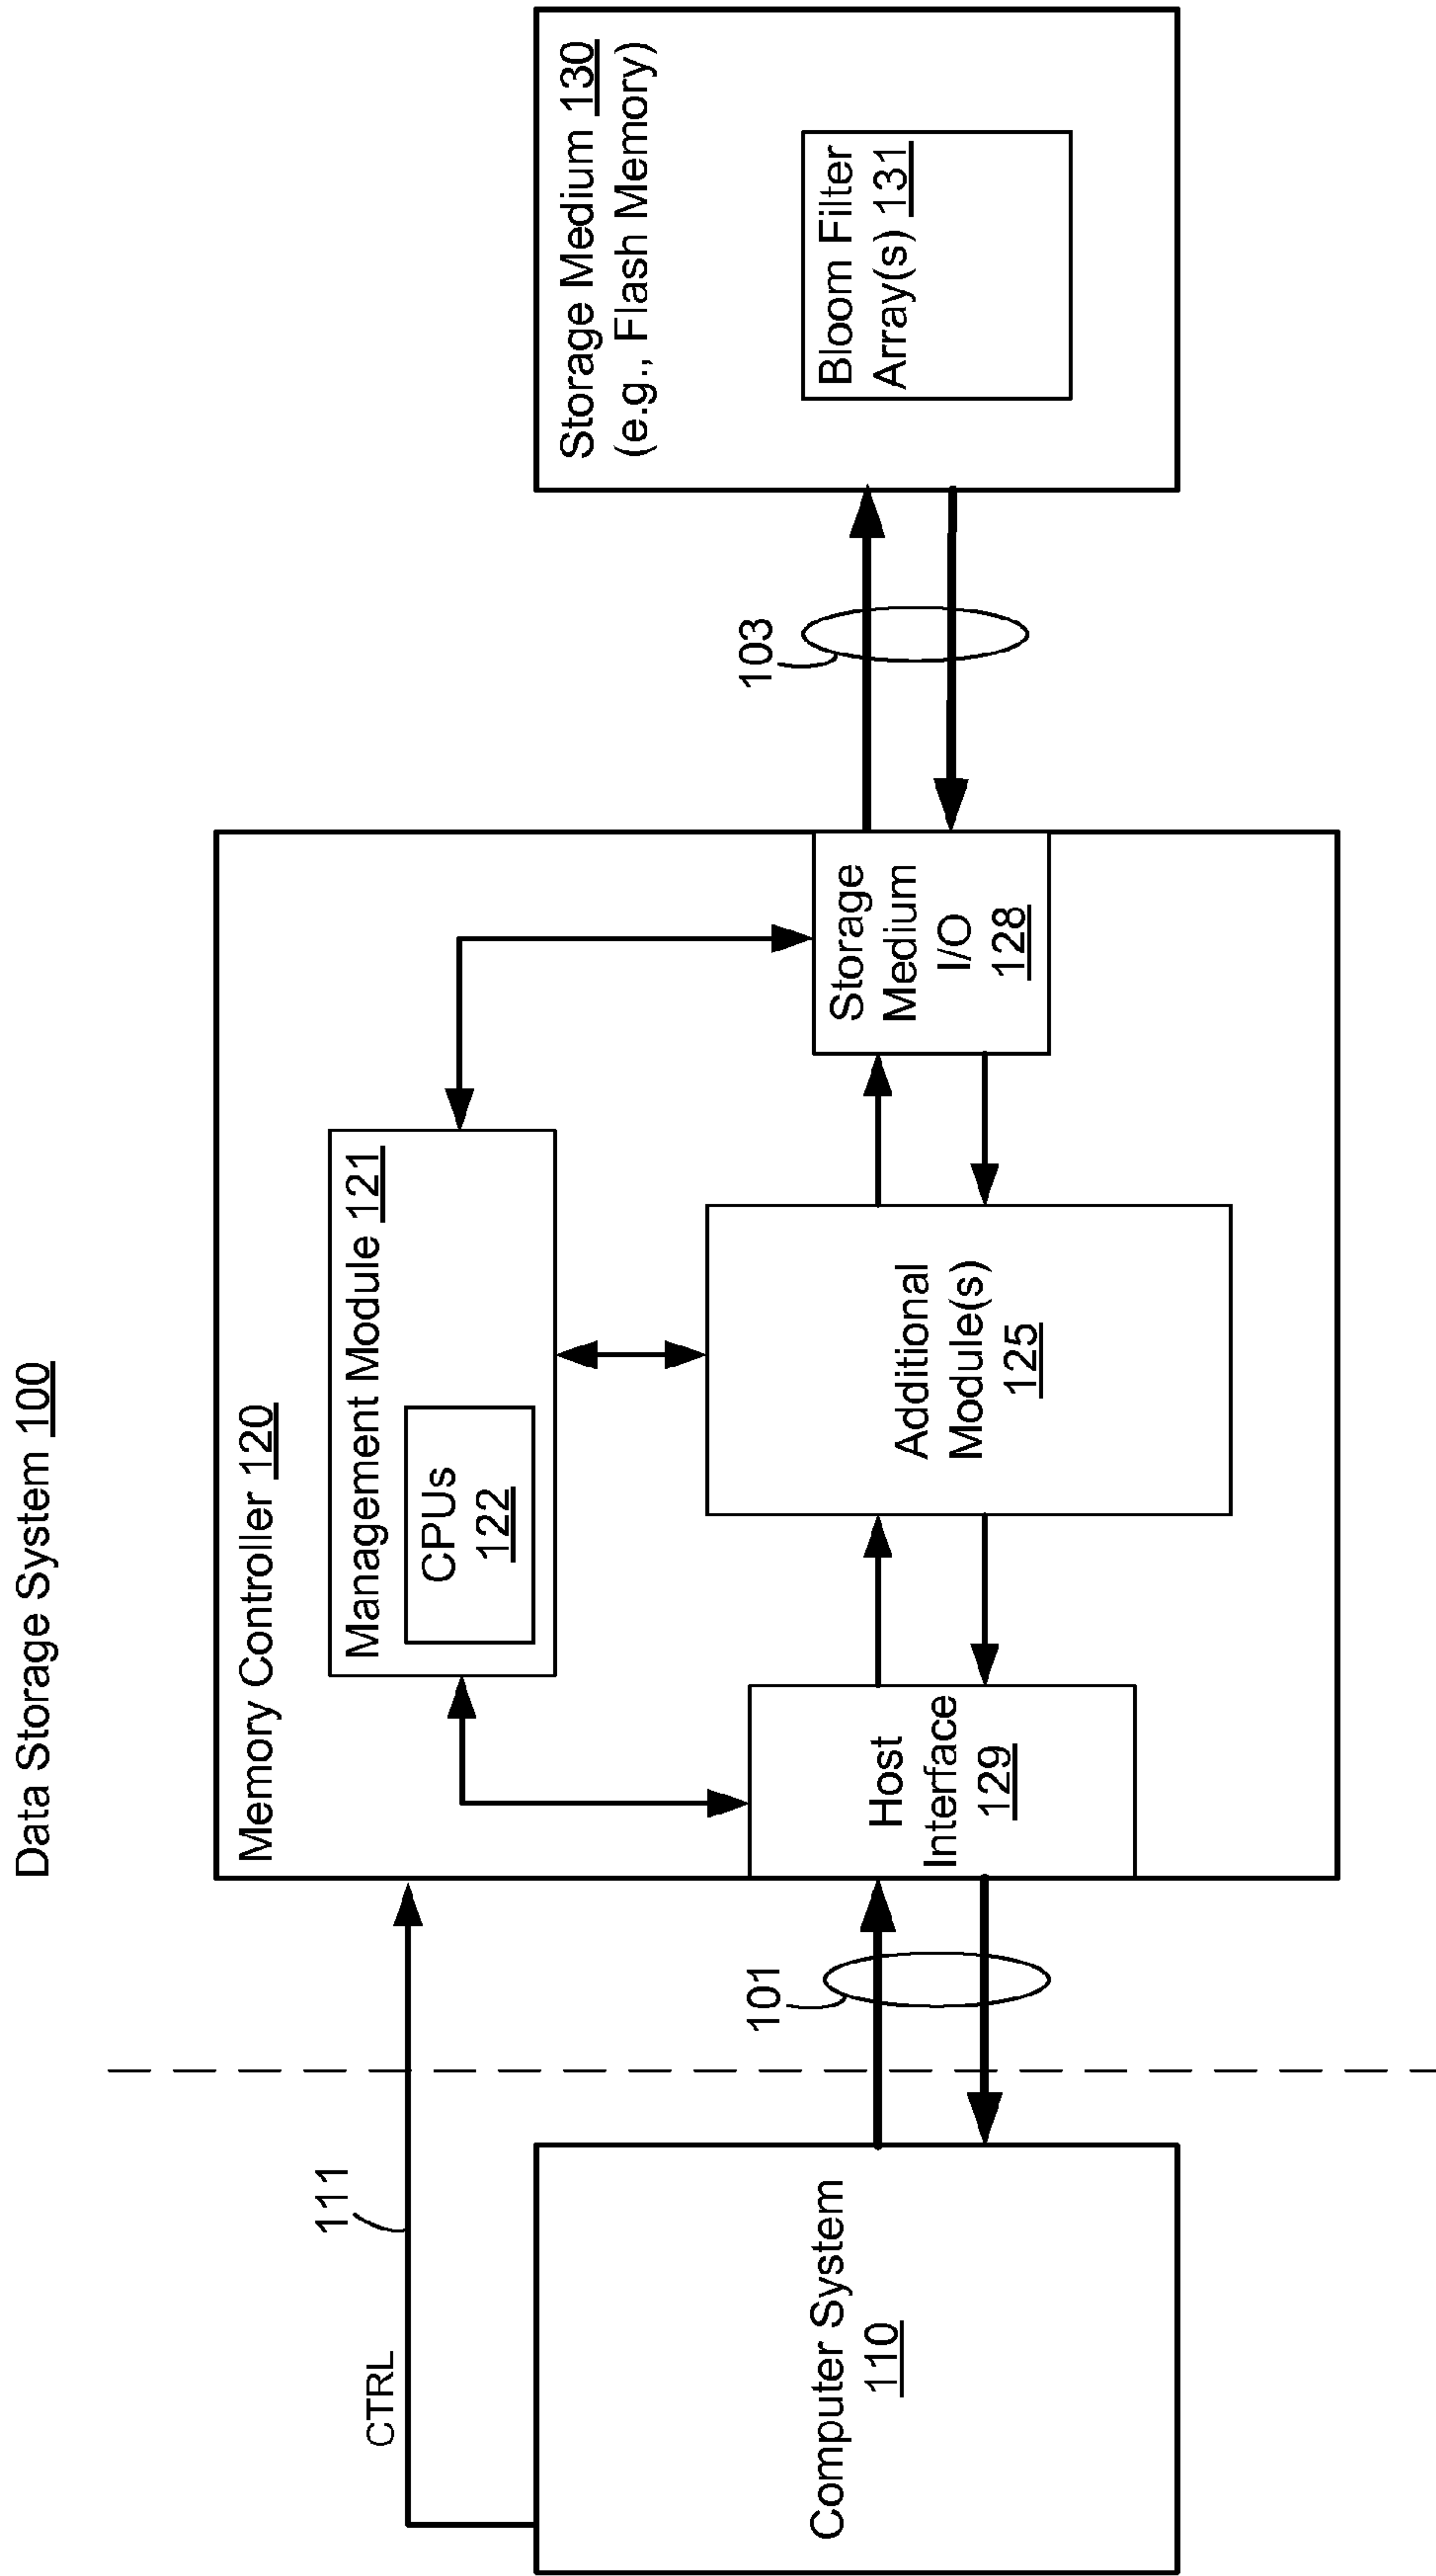 Data Storage System 100
CTRL
111
Computer System
110
101
Memory Controller 120
Management Module 121
CPUs
122
Host
Interface
129
Additional
Module(s)
125
Storage
Medium
I/O
128
103
Storage Medium 130
(e.g., Flash Memory)
Bloom Filter
Array(s) 131